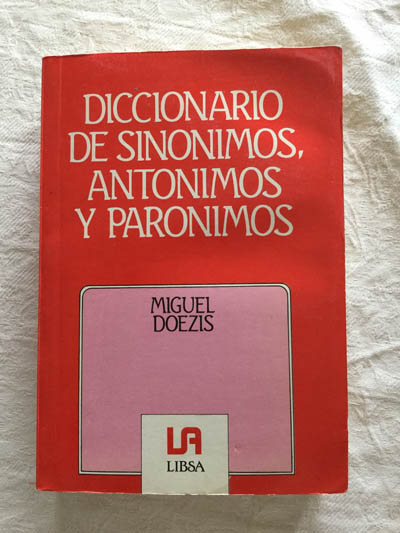 DICCIONARIO
DE SINONIMOS,
ANTONIMOS
Y PARONIMOS
MIGUEL
DOEZIS
LA
LIBSA